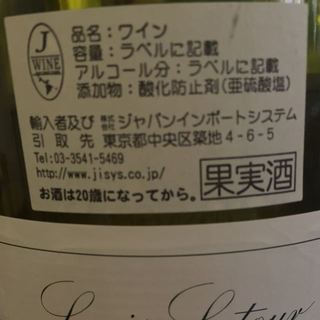 J
WINE
品名：ワイン
容量：ラベルに記載
アルコール分：ラベルに記載
添加物：酸化防止剤(亜硫酸塩)
輸入者及び 株式会社 ジャパンインポートシステム
引取先 東京都中央区築地4-6-5
Tel:03-3541-5469
http://www.jisys.co.jp/
お酒は20歳になってから。
果実酒
Louis Latour